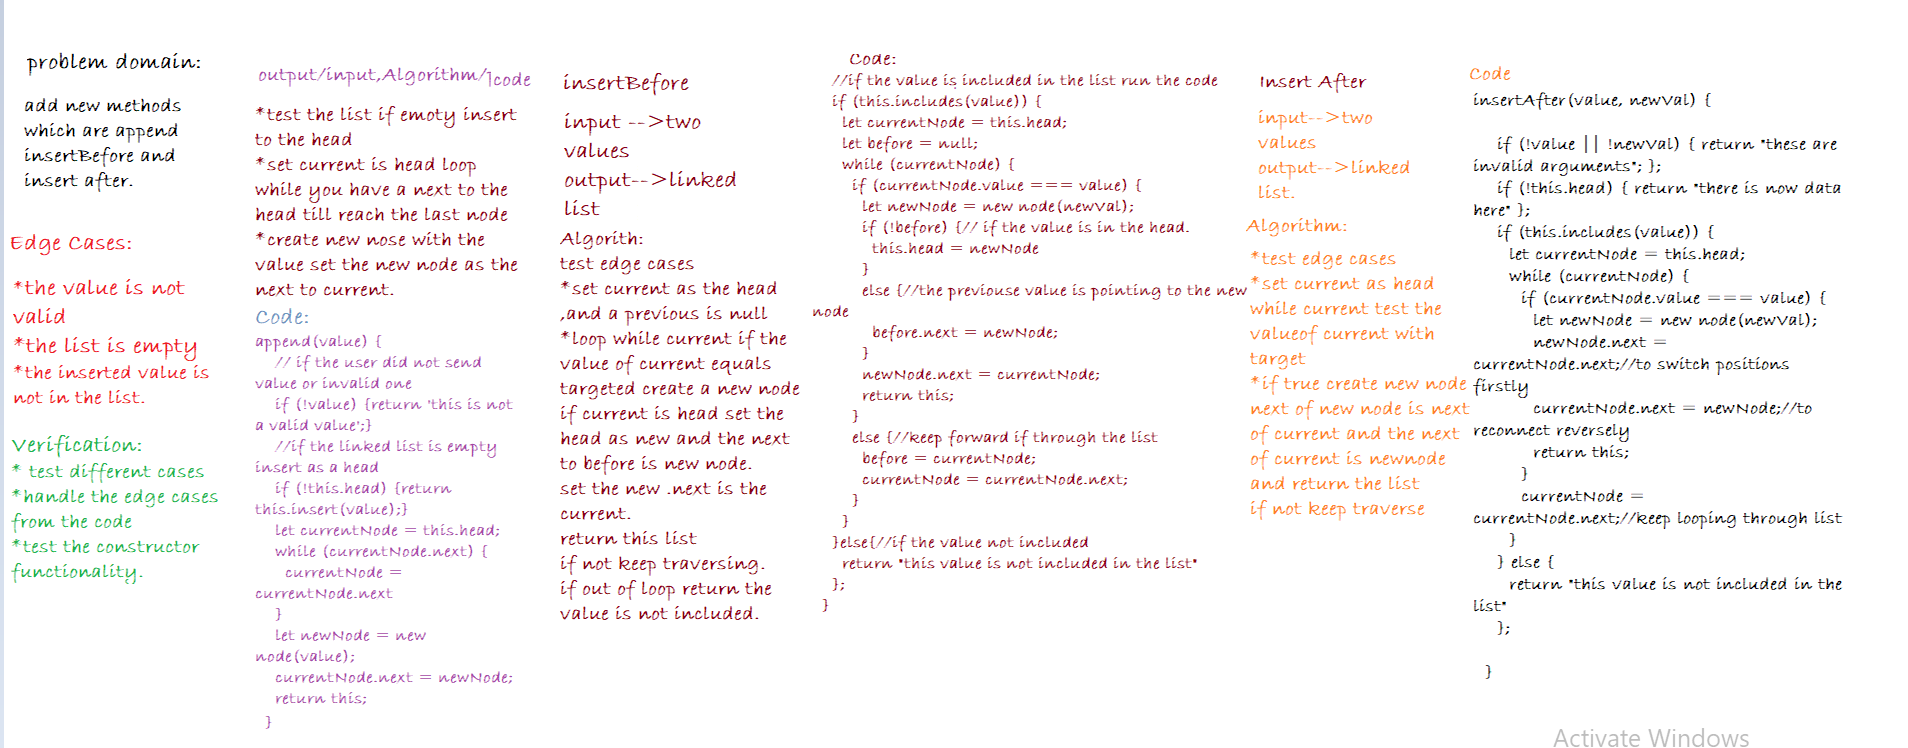 problem domain:
add new methods
which are append
insertBefore and
insert after.
Edge Cases:
*the value is not
valid
*the list is empty
*the inserted value is
not in the list.
Verification:
* test different cases
*handle the edge cases
from the code
*test the constructor
functionality.
output/input,Algorithm/]code
*test the list if emoty insert
to the head
*set current is head loop
while you have a next to the
head till reach the last node
*create new nose with the
value set the new node as the
next to current.
Code:
append(value) {
// if the user did not send
value or invalid one
if (!value) {return 'this is not
a valid value';}
//if the linked list is empty
insert as a head
if (!this.head) {return
this.insert(value);}
let currentNode = this.head;
while (currentNode.next) {
currentNode =
currentNode.next
}
let newNode = new
node(value);
currentNode.next = newNode;
return this;
}
insertBefore
input -->two
values
output-->linked
list
Algorith:
test edge cases
*set current as the head
,and a previous is null
*loop while current if the
value of current equals
targeted create a new node
if current is head set the
head as new and the next
to before is new node.
set the new .next is the
current.
return this list
if not keep traversing.
if out of loop return the
value is not included.
Code:
//if the value is included in the list run the code
if (this.includes(value)) {
let currentNode = this.head;
let before = null;
while (currentNode) {
if (currentNode.value === value) {
let newNode = new node(newVal);
if (!before) {// if the value is in the head.
this.head = newNode
}
else {//the previouse value is pointing to the new
node
before.next = newNode;
}
newNode.next = currentNode;
return this;
}
else {//keep forward if through the list
before = currentNode;
currentNode = currentNode.next;
}
}
}else{//if the value not included
return "this value is not included in the list"
};
}
Insert After
input-->two
values
output-->linked
list.
Algorithm:
*test edge cases
*set current as head
while current test the
valueof current with
target
*if true create new node
next of new node is next
of current and the next
of current is newnode
and return the list
if not keep traverse
Code
insertAfter(value, newVal) {
if (!value || !newVal) { return "these are
invalid arguments"; };
if (!this.head) { return "there is now data
here" };
if (this.includes(value)) {
let currentNode = this.head;
while (currentNode) {
if (currentNode.value === value) {
let newNode = new node(newVal);
newNode.next =
currentNode.next;//to switch positions
firstly
currentNode.next = newNode;//to
reconnect reversely
return this;
}
currentNode =
currentNode.next;//keep looping through list
}
} else {
return "this value is not included in the
list"
};
}
Activate Windows